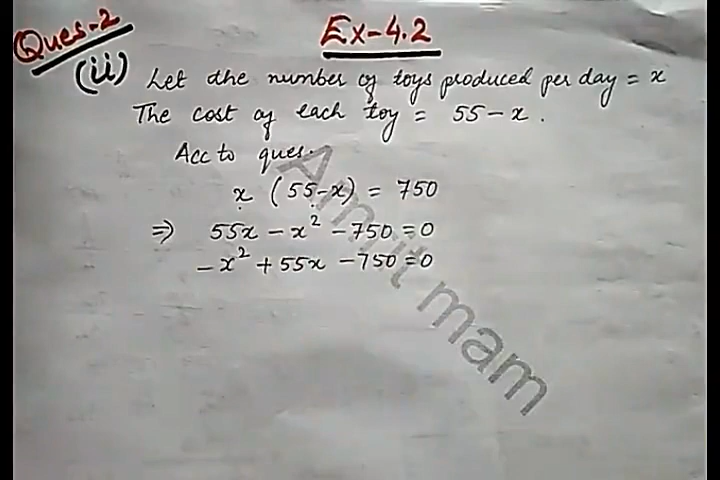 Ques-2
Ex-4.2
(ii) Let the number of toys produced per day = x
The cost of each toy = 55 - x .
Acc to ques.
x (55-x) = 750
⇒ 55x - x² - 750 = 0
- x² + 55x - 750 = 0
Amrit mam